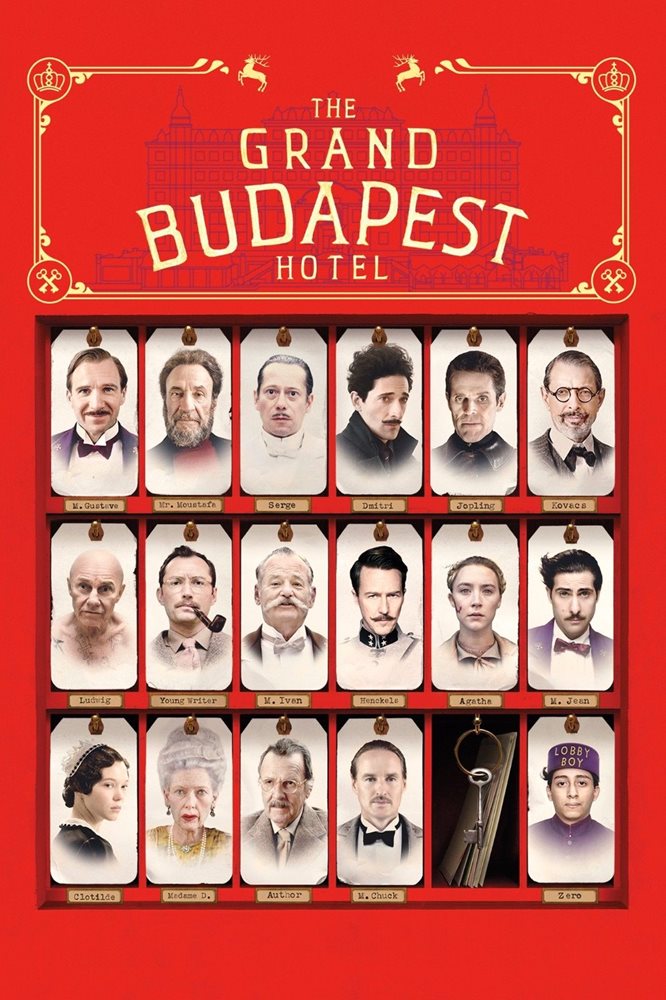 THE
GRAND
BUDAPEST
HOTEL
M. Gustave
Mr. Moustafa
Serge
Dmitri
Jopling
Kovacs
Ludwig
Young Writer
M. Ivan
Henckels
Agatha
M. Jean
LOBBY
BOY
Clotilde
Madame D.
Author
M. Chuck
Zero